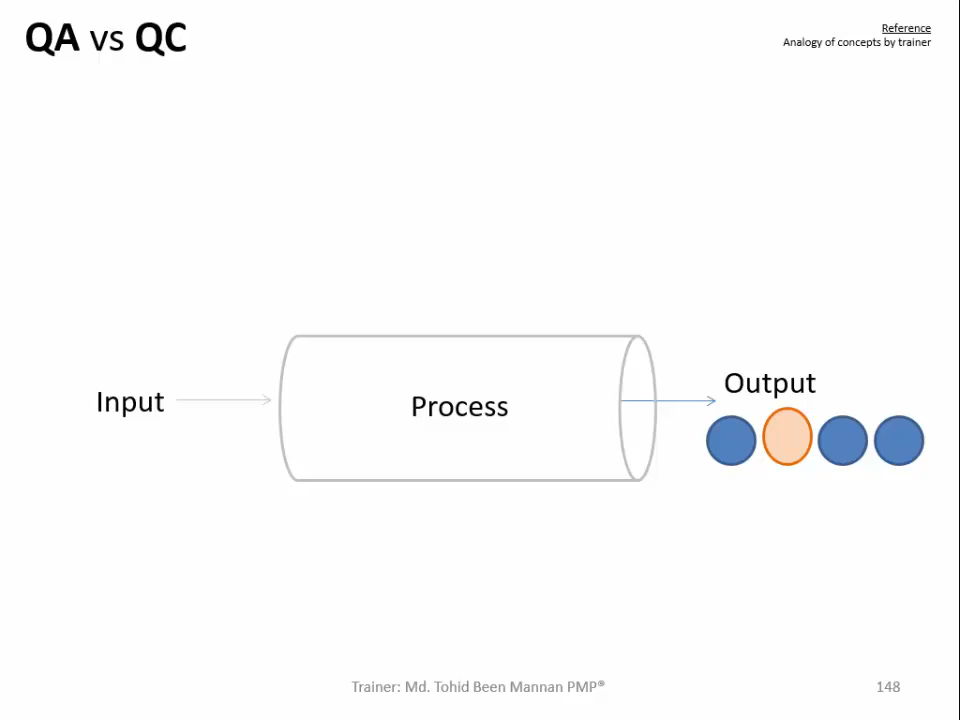 QA vs QC
Reference
Analogy of concepts by trainer
Input
Process
Output
Trainer: Md. Tohid Been Mannan PMP®
148